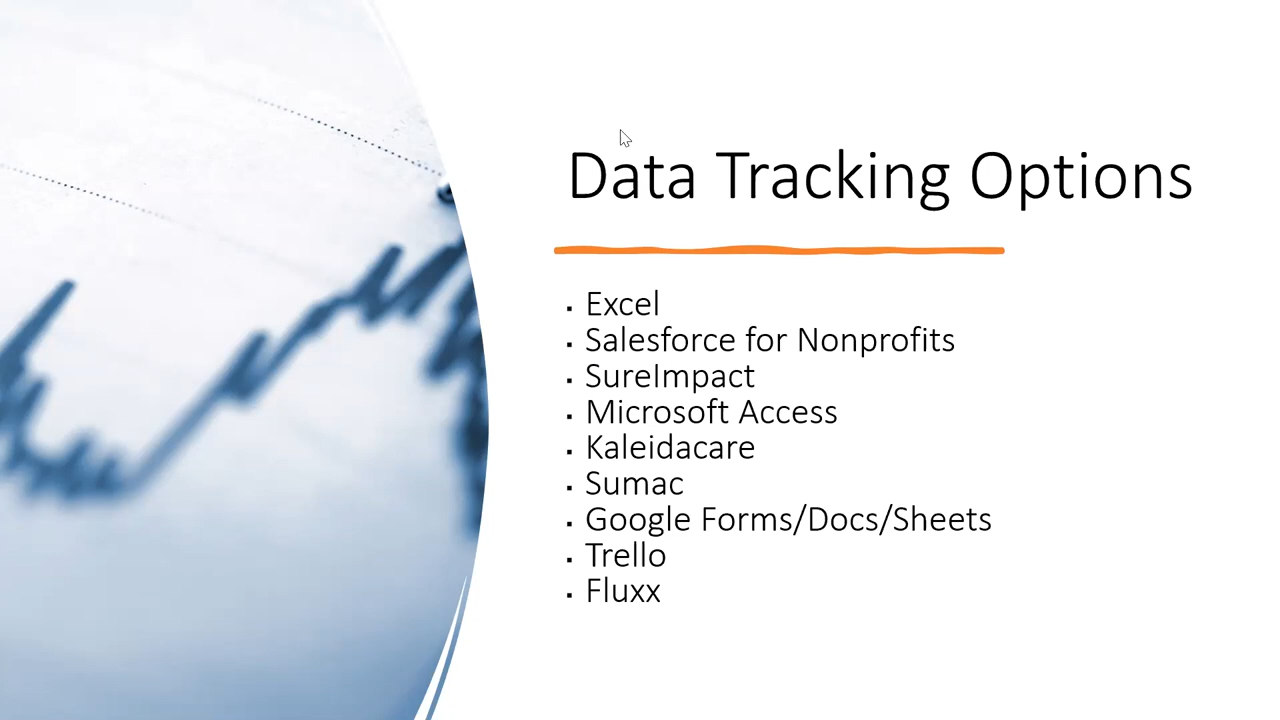 Data Tracking Options
▪ Excel
▪ Salesforce for Nonprofits
▪ SureImpact
▪ Microsoft Access
▪ Kaleidacare
▪ Sumac
▪ Google Forms/Docs/Sheets
▪ Trello
▪ Fluxx